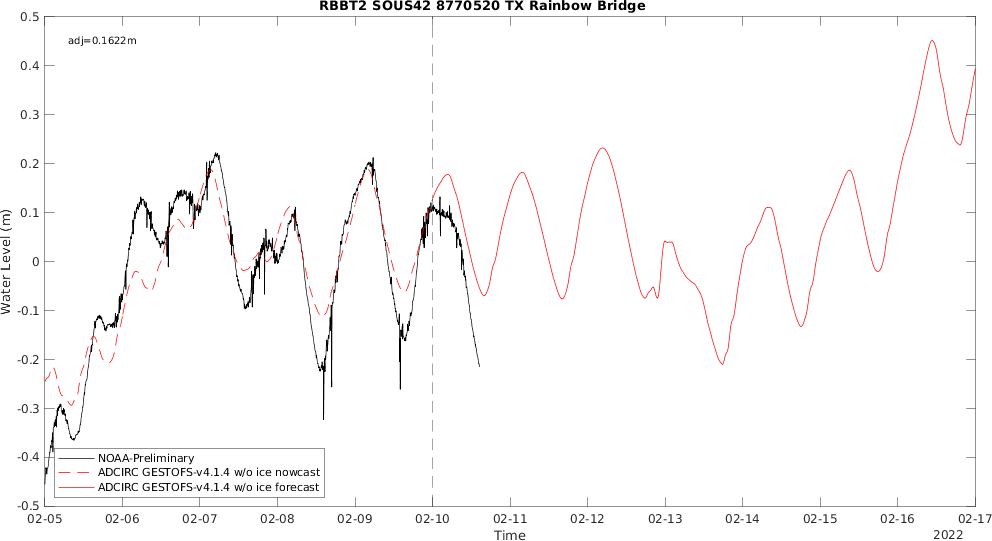 RBBT2 SOUS42 8770520 TX Rainbow Bridge
adj=0.1622m
0.5
0.4
0.3
0.2
0.1
0
-0.1
-0.2
-0.3
-0.4
-0.5
Water Level (m)
NOAA-Preliminary
ADCIRC GESTOFS-v4.1.4 w/o ice nowcast
ADCIRC GESTOFS-v4.1.4 w/o ice forecast
02-05 02-06 02-07 02-08 02-09 02-10 02-11 02-12 02-13 02-14 02-15 02-16 02-17
Time
2022